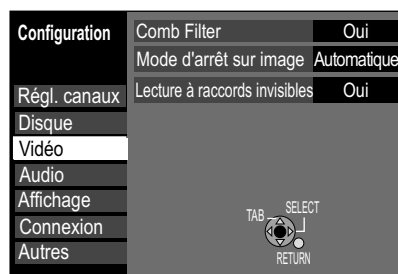 Configuration
Comb Filter Oui
Mode d'arrêt sur image Automatique
Régl. canaux
Lecture à raccords invisibles Oui
Disque
Vidéo
Audio
Affichage
Connexion
Autres
TAB SELECT
RETURN